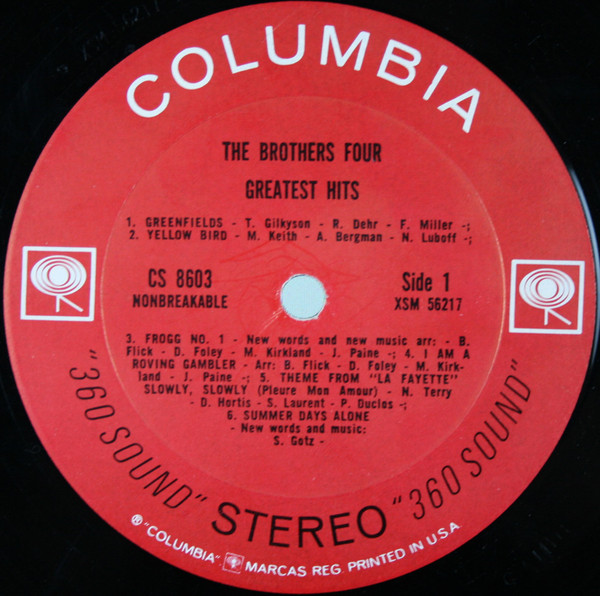 COLUMBIA
THE BROTHERS FOUR
GREATEST HITS
1. GREENFIELDS - T. Gilkyson - R. Dehr - F. Miller -;
2. YELLOW BIRD - M. Keith - A. Bergman - N. Luboff -;
CS 8603
NONBREAKABLE
Side 1
XSM 56217
3. FROGG NO. 1 - New words and new music arr: - B.
Flick - D. Foley - M. Kirkland - J. Paine -; 4. I AM A
ROVING GAMBLER - Arr: B. Flick - D. Foley - M. Kirk-
land - J. Paine -; 5. THEME FROM "LA FAYETTE"
SLOWLY, SLOWLY (Pleure Mon Amour) - N. Terry
- D. Hortis - S. Laurent - P. Duclos -;
6. SUMMER DAYS ALONE
- New words and music:
S. Gotz -
"360 SOUND" STEREO "360 SOUND"
® "COLUMBIA". MARCAS REG. PRINTED IN U.S.A.